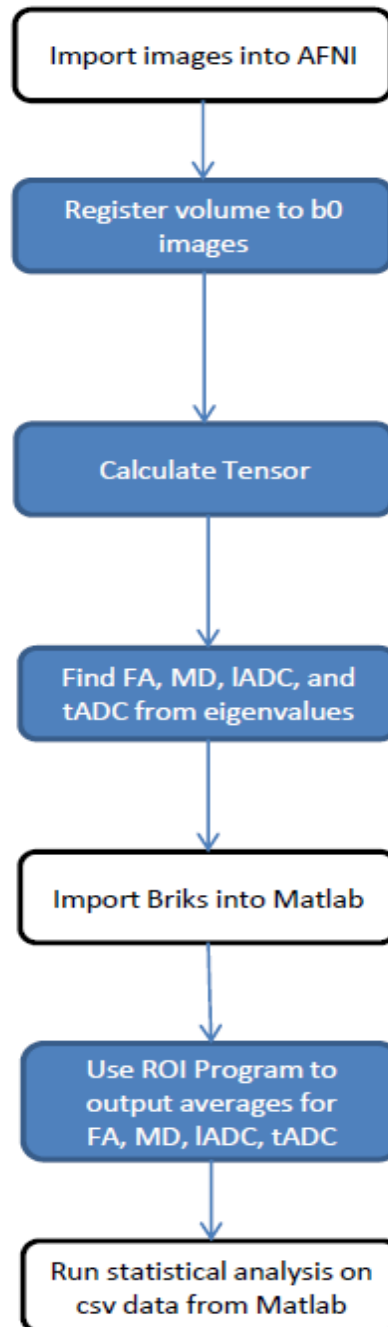 Import images into AFNI
Register volume to b0
images
Calculate Tensor
Find FA, MD, lADC, and
tADC from eigenvalues
Import Briks into Matlab
Use ROI Program to
output averages for
FA, MD, lADC, tADC
Run statistical analysis on
csv data from Matlab